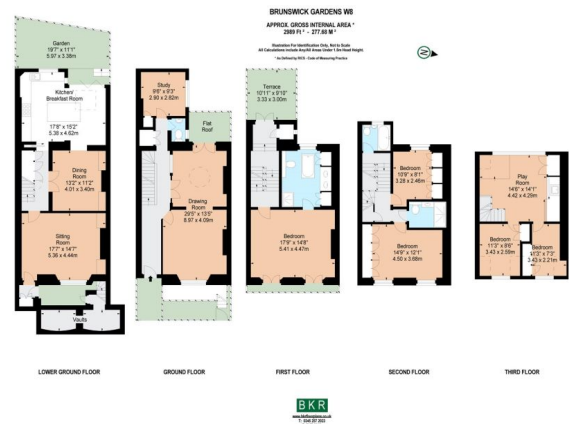 BRUNSWICK GARDENS W8
APPROX. GROSS INTERNAL AREA *
2989 Ft² - 277.68 M²
Illustration For Identification Only, Not to Scale
All Calculations Include Any/All Areas Under 1.5m Head Height.
* As Defined by RICS - Code of Measuring Practice
Garden
19'7" x 11'1"
5.97 x 3.38m
Kitchen/
Breakfast Room
17'8" x 15'2"
5.38 x 4.62m
Dining
Room
13'2" x 11'2"
4.01 x 3.40m
Sitting
Room
17'7" x 14'7"
5.36 x 4.44m
Vaults
Study
9'6" x 9'3"
2.90 x 2.82m
Flat
Roof
Drawing
Room
29'5" x 13'5"
8.97 x 4.09m
Terrace
10'11" x 9'10"
3.33 x 3.00m
Bedroom
17'9" x 14'8"
5.41 x 4.47m
Bedroom
10'9" x 8'1"
3.28 x 2.46m
Bedroom
14'9" x 12'1"
4.50 x 3.68m
Play
Room
14'6" x 14'1"
4.42 x 4.29m
Bedroom
11'3" x 8'6"
3.43 x 2.59m
Bedroom
11'3" x 7'3"
3.43 x 2.21m
LOWER GROUND FLOOR
GROUND FLOOR
FIRST FLOOR
SECOND FLOOR
THIRD FLOOR
BKR